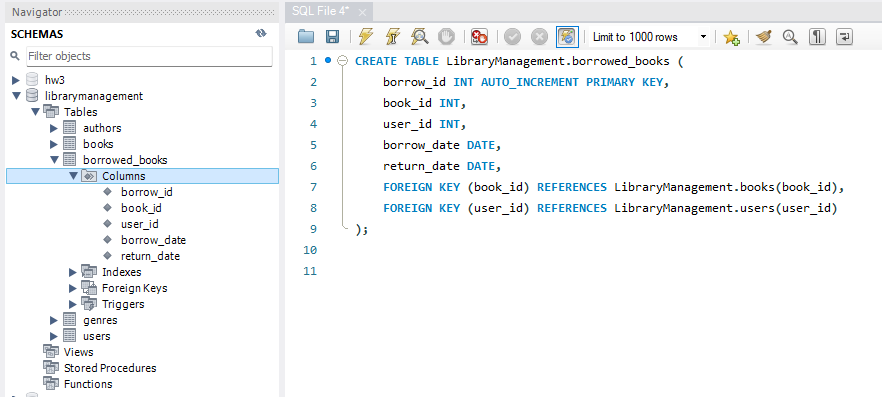 Navigator
SCHEMAS
Filter objects
hw3
librarymanagement
Tables
authors
books
borrowed_books
Columns
borrow_id
book_id
user_id
borrow_date
return_date
Indexes
Foreign Keys
Triggers
genres
users
Views
Stored Procedures
Functions
SQL File 4*
Limit to 1000 rows
1 CREATE TABLE LibraryManagement.borrowed_books (
2 borrow_id INT AUTO_INCREMENT PRIMARY KEY,
3 book_id INT,
4 user_id INT,
5 borrow_date DATE,
6 return_date DATE,
7 FOREIGN KEY (book_id) REFERENCES LibraryManagement.books(book_id),
8 FOREIGN KEY (user_id) REFERENCES LibraryManagement.users(user_id)
9 );
10
11